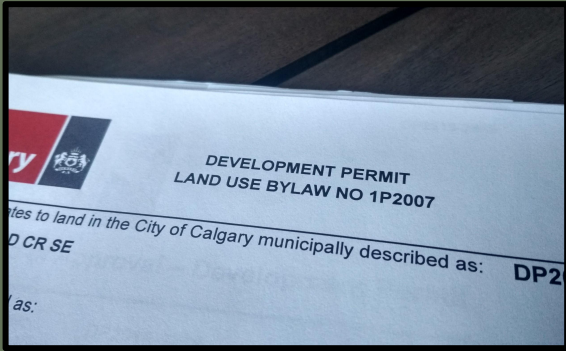 ry
DEVELOPMENT PERMIT
LAND USE BYLAW NO 1P2007
ates to land in the City of Calgary municipally described as: DP20
D CR SE
as: